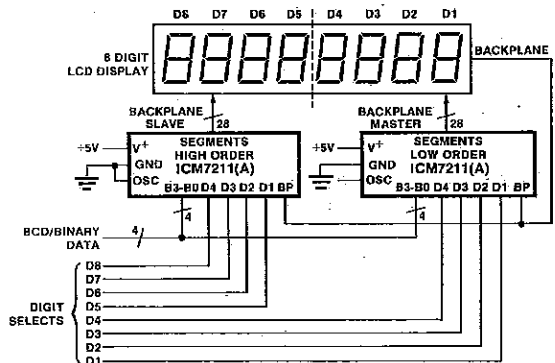 D8 D7 D6 D5 D4 D3 D2 D1
8 DIGIT
LCD DISPLAY
BACKPLANE
BACKPLANE
SLAVE
28
BACKPLANE
MASTER
28
+5V
V+
GND
OSC
SEGMENTS
HIGH ORDER
ICM7211(A)
B3-B0 D4 D3 D2 D1 BP
+5V
V+
GND
OSC
SEGMENTS
LOW ORDER
ICM7211(A)
B3-B0 D4 D3 D2 D1 BP
4
4
BCD/BINARY
DATA
4
DIGIT
SELECTS
D8
D7
D6
D5
D4
D3
D2
D1